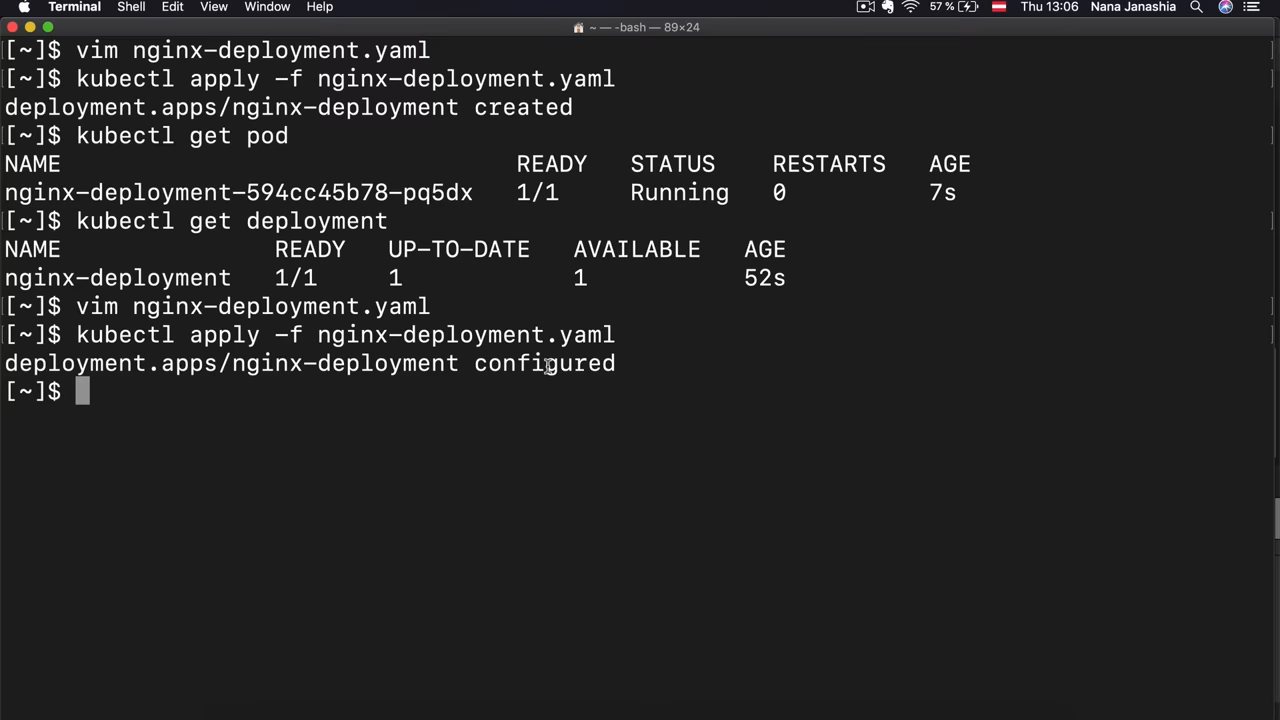 Terminal Shell Edit View Window Help 57 % Thu 13:06 Nana Janashia
~ — -bash — 89×24
[~]$ vim nginx-deployment.yaml
[~]$ kubectl apply -f nginx-deployment.yaml
deployment.apps/nginx-deployment created
[~]$ kubectl get pod
NAME READY STATUS RESTARTS AGE
nginx-deployment-594cc45b78-pq5dx 1/1 Running 0 7s
[~]$ kubectl get deployment
NAME READY UP-TO-DATE AVAILABLE AGE
nginx-deployment 1/1 1 1 52s
[~]$ vim nginx-deployment.yaml
[~]$ kubectl apply -f nginx-deployment.yaml
deployment.apps/nginx-deployment configured
[~]$